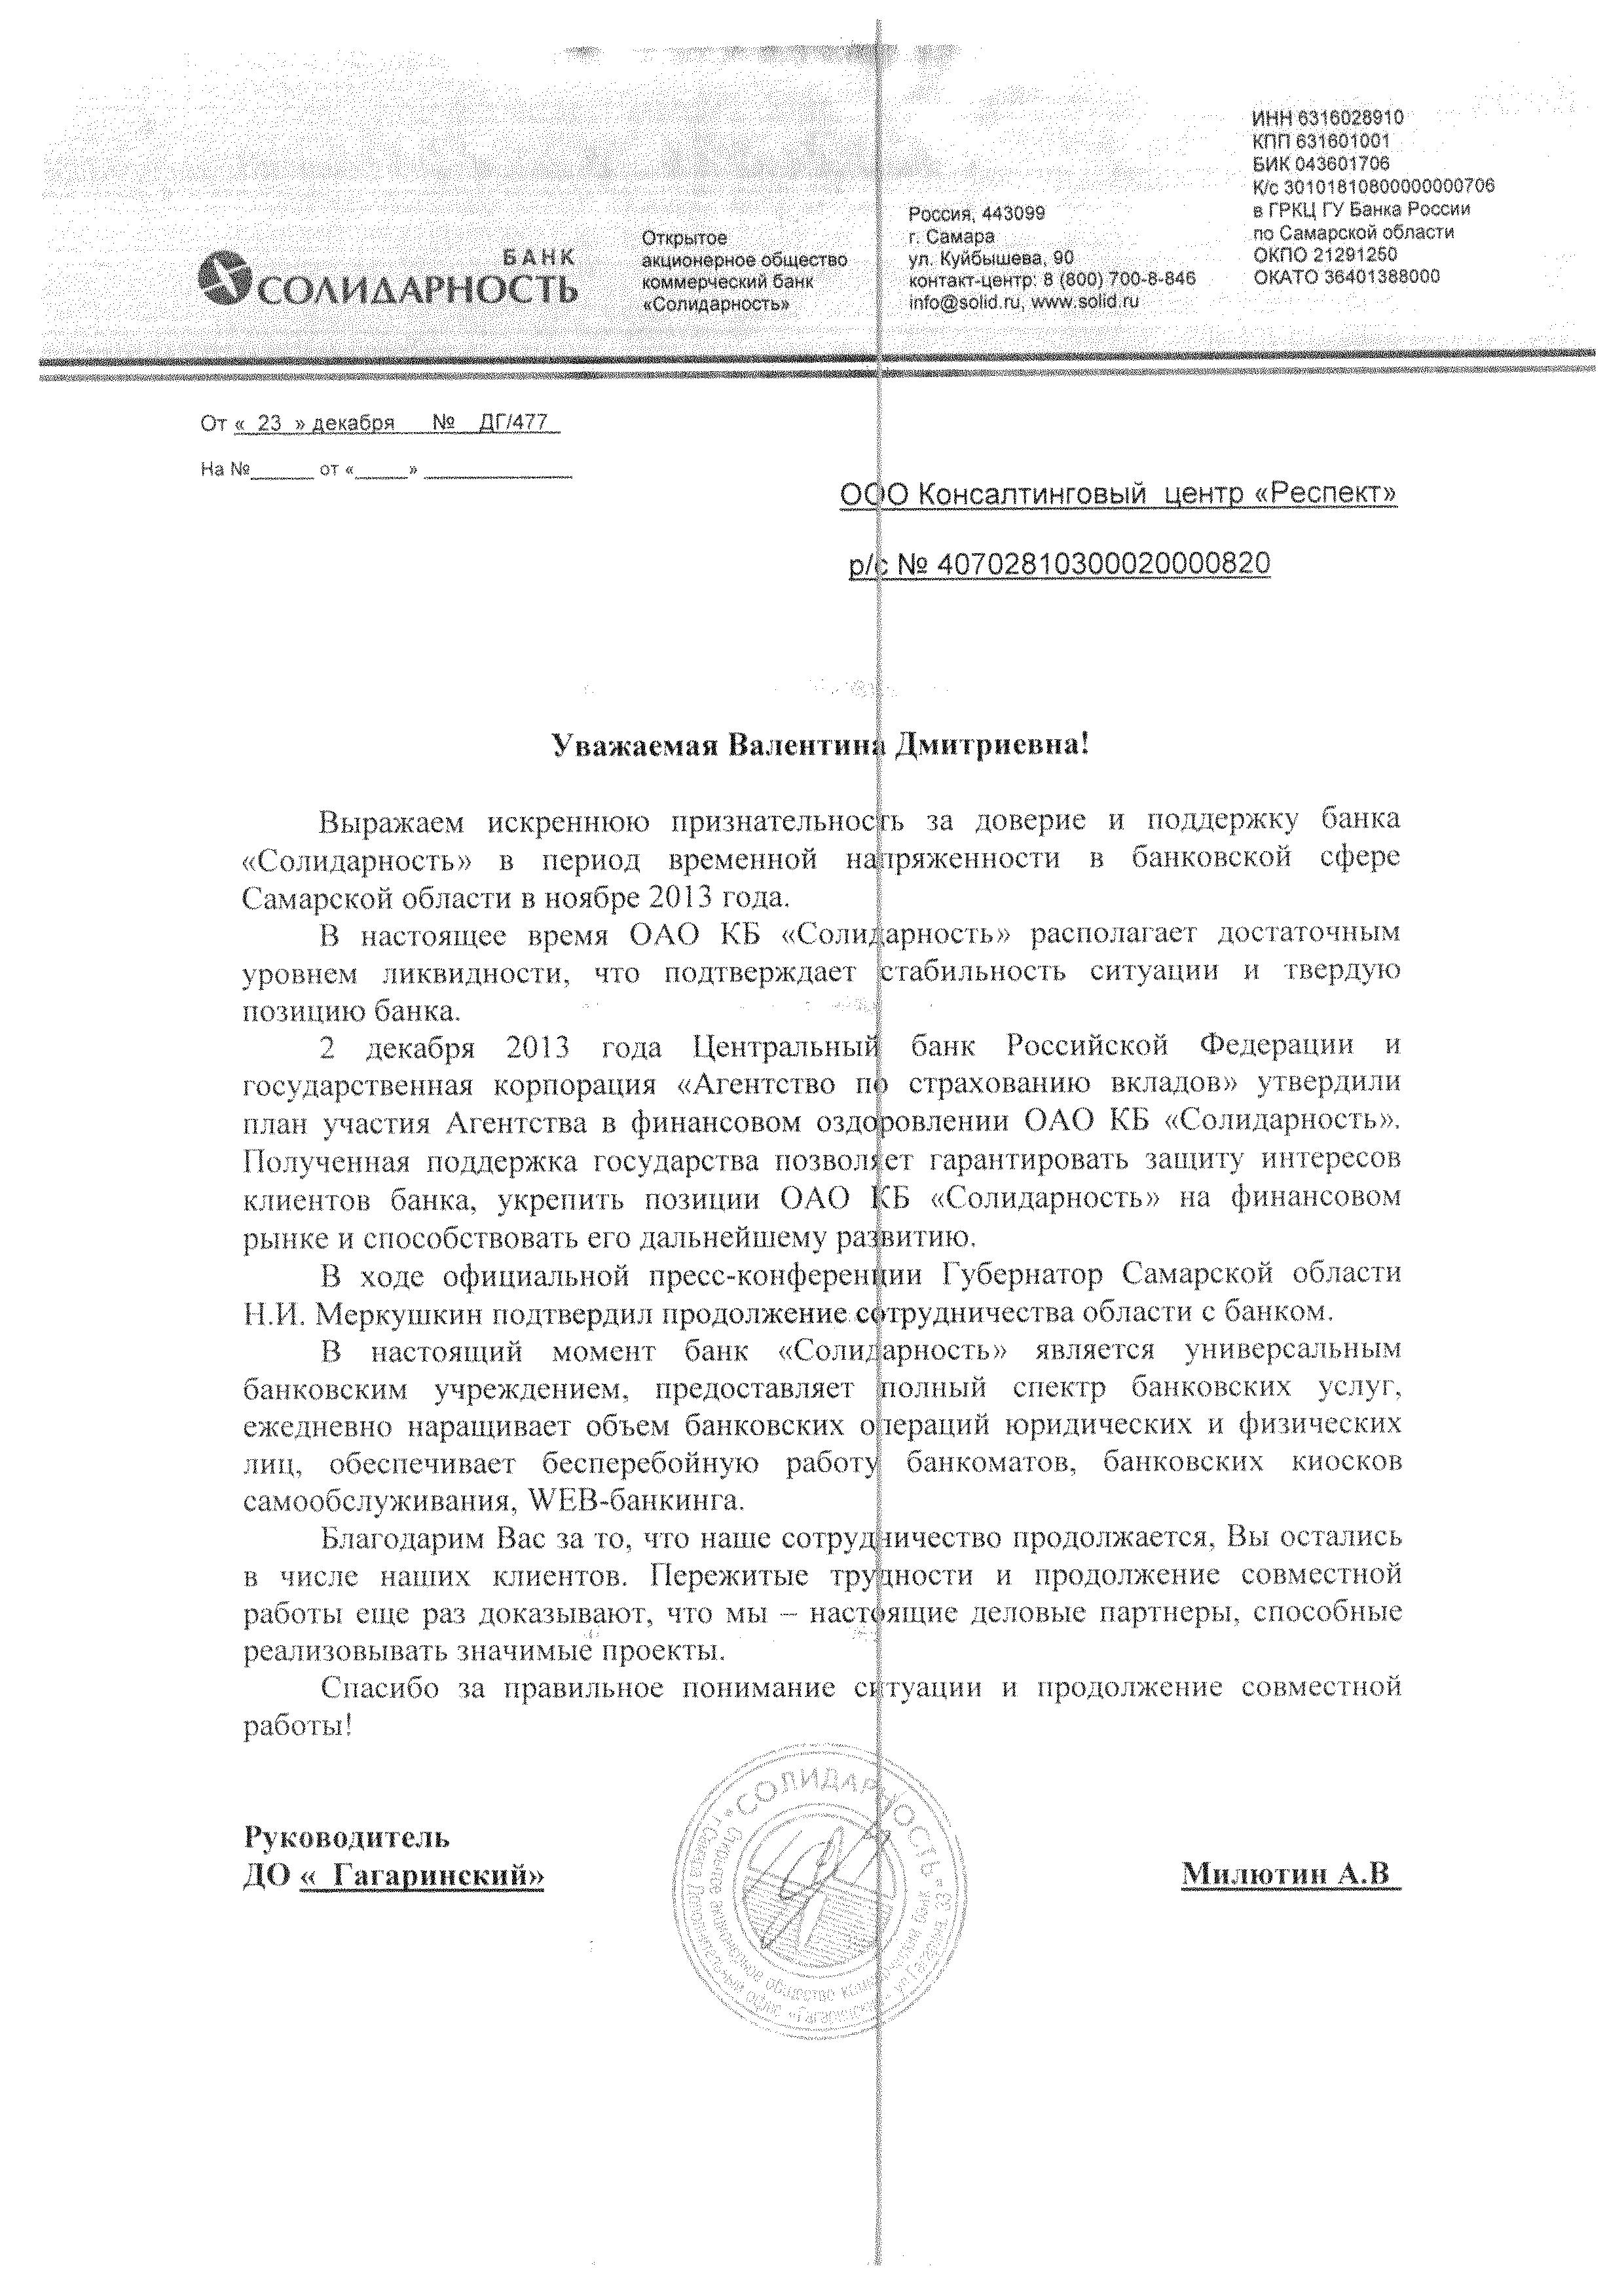 ИНН 6316028910
КПП 631601001
БИК 043601706
К/с 30101810800000000706
в ГРКЦ ГУ Банка России
по Самарской области
ОКПО 21291250
ОКАТО 36401388000
Россия, 443099
г. Самара
ул. Куйбышева, 90
контакт-центр: 8 (800) 700-8-846
info@solid.ru, www.solid.ru
Открытое
акционерное общество
коммерческий банк
«Солидарность»
БАНК
СОЛИДАРНОСТЬ
От « 23 » декабря № ДГ/477
На №______ от «_____» ______________
ООО Консалтинговый центр «Респект»
р/с № 40702810300020000820
Уважаемая Валентина Дмитриевна!
Выражаем искреннюю признательность за доверие и поддержку банка
«Солидарность» в период временной напряженности в банковской сфере
Самарской области в ноябре 2013 года.
В настоящее время ОАО КБ «Солидарность» располагает достаточным
уровнем ликвидности, что подтверждает стабильность ситуации и твердую
позицию банка.
2 декабря 2013 года Центральный банк Российской Федерации и
государственная корпорация «Агентство по страхованию вкладов» утвердили
план участия Агентства в финансовом оздоровлении ОАО КБ «Солидарность».
Полученная поддержка государства позволяет гарантировать защиту интересов
клиентов банка, укрепить позиции ОАО КБ «Солидарность» на финансовом
рынке и способствовать его дальнейшему развитию.
В ходе официальной пресс-конференции Губернатор Самарской области
Н.И. Меркушкин подтвердил продолжение сотрудничества области с банком.
В настоящий момент банк «Солидарность» является универсальным
банковским учреждением, предоставляет полный спектр банковских услуг,
ежедневно наращивает объем банковских операций юридических и физических
лиц, обеспечивает бесперебойную работу банкоматов, банковских киосков
самообслуживания, WEB-банкинга.
Благодарим Вас за то, что наше сотрудничество продолжается, Вы остались
в числе наших клиентов. Пережитые трудности и продолжение совместной
работы еще раз доказывают, что мы – настоящие деловые партнеры, способные
реализовывать значимые проекты.
Спасибо за правильное понимание ситуации и продолжение совместной
работы!
Руководитель
ДО « Гагаринский»
Милютин А.В
"СОЛИДАРНОСТЬ"
Открытое акционерное общество коммерческий банк
г.Самара Дополнительный офис «Гагаринский» ул.Гагарина, 33